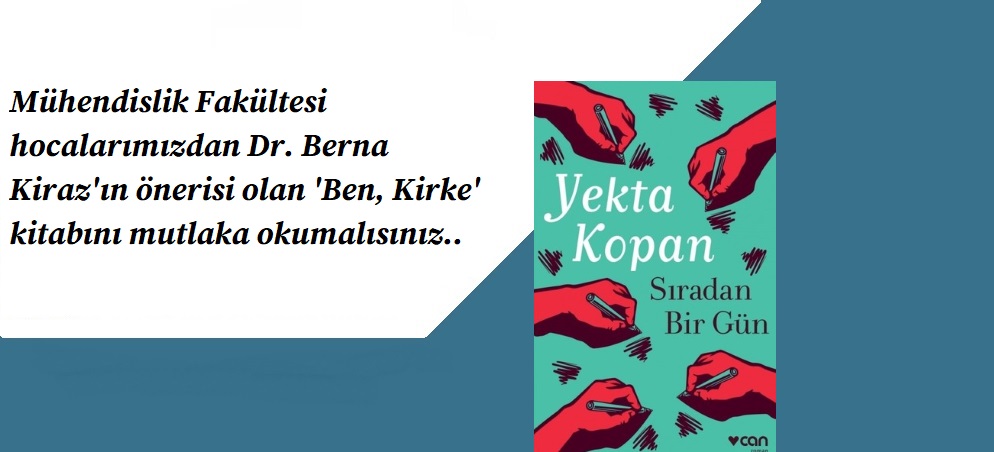 Mühendislik Fakültesi
hocalarımızdan Dr. Berna
Kiraz'ın önerisi olan 'Ben, Kirke'
kitabını mutlaka okumalısınız..
Yekta
Kopan
Sıradan
Bir Gün
can